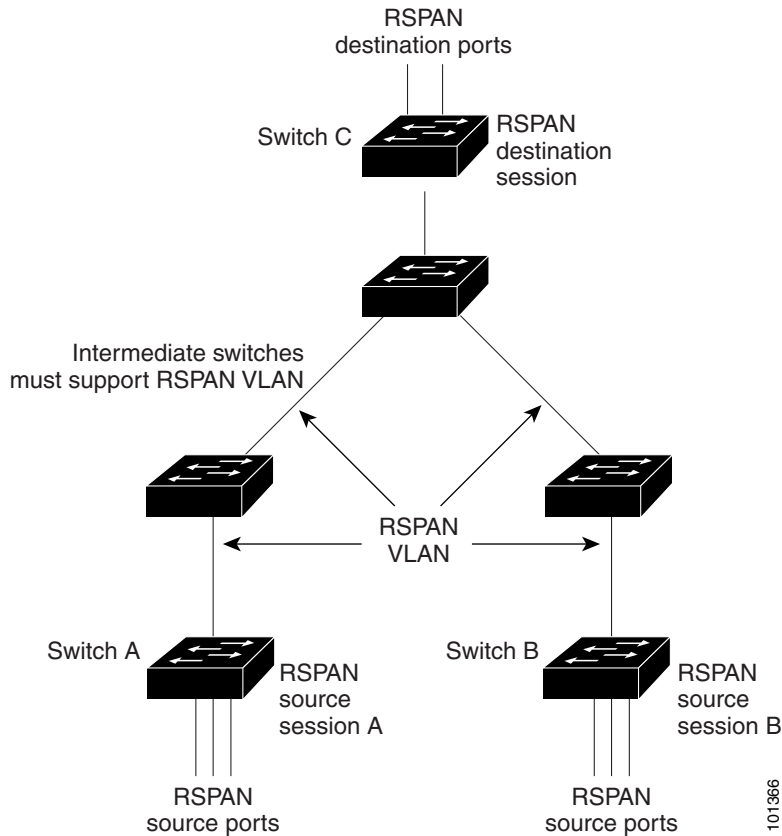 RSPAN
destination ports
Switch C
RSPAN
destination
session
Intermediate switches
must support RSPAN VLAN
RSPAN
VLAN
Switch A
RSPAN
source
session A
Switch B
RSPAN
source
session B
RSPAN
source ports
RSPAN
source ports
101366